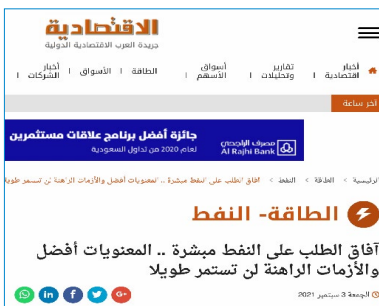 الاقتصادية
جريدة العرب الاقتصادية الدولية
أخبار اقتصادية | تقارير وتحليلات | أسواق الأسهم | الطاقة | الأسواق | أخبار الشركات |
آخر ساعة
جائزة أفضل برنامج علاقات مستثمرين
لعام 2020 من تداول السعودية
مصرف الراجحي
Al Rajhi Bank
الرئيسية > الطاقة > النفط > آفاق الطلب على النفط مبشرة .. المعنويات أفضل والأزمات الراهنة لن تستمر طويلا
الطاقة- النفط
آفاق الطلب على النفط مبشرة .. المعنويات أفضل
والأزمات الراهنة لن تستمر طويلا
الجمعة 3 سبتمبر 2021